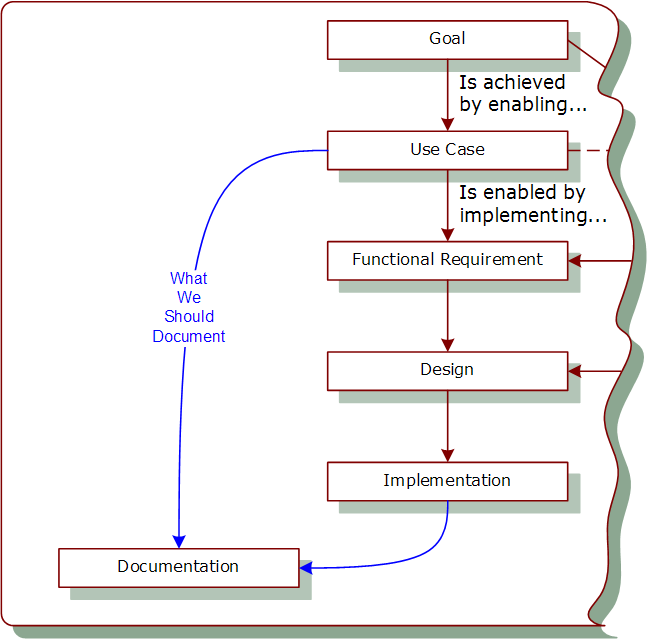 Goal
Is achieved
by enabling...
Use Case
Is enabled by
implementing...
Functional Requirement
What
We
Should
Document
Design
Implementation
Documentation